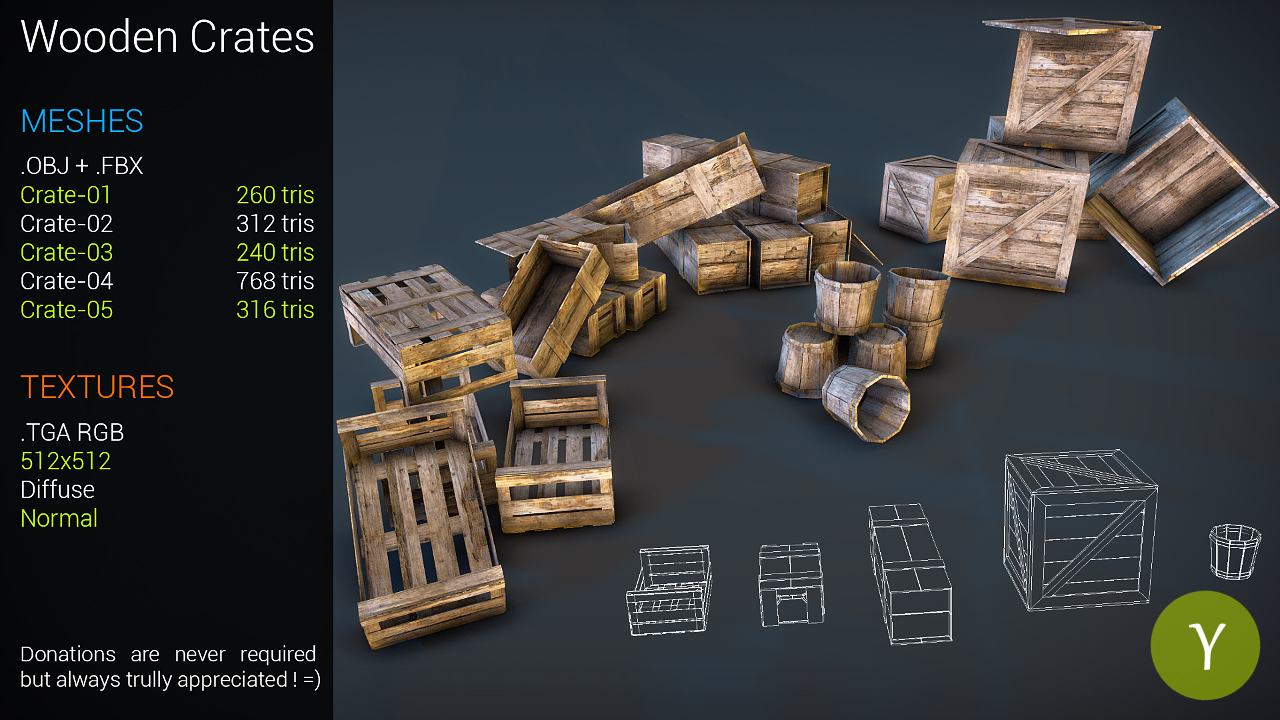 Wooden Crates
MESHES
.OBJ + .FBX
Crate-01 260 tris
Crate-02 312 tris
Crate-03 240 tris
Crate-04 768 tris
Crate-05 316 tris
TEXTURES
.TGA RGB
512x512
Diffuse
Normal
Donations are never required
but always trully appreciated ! =)
Y